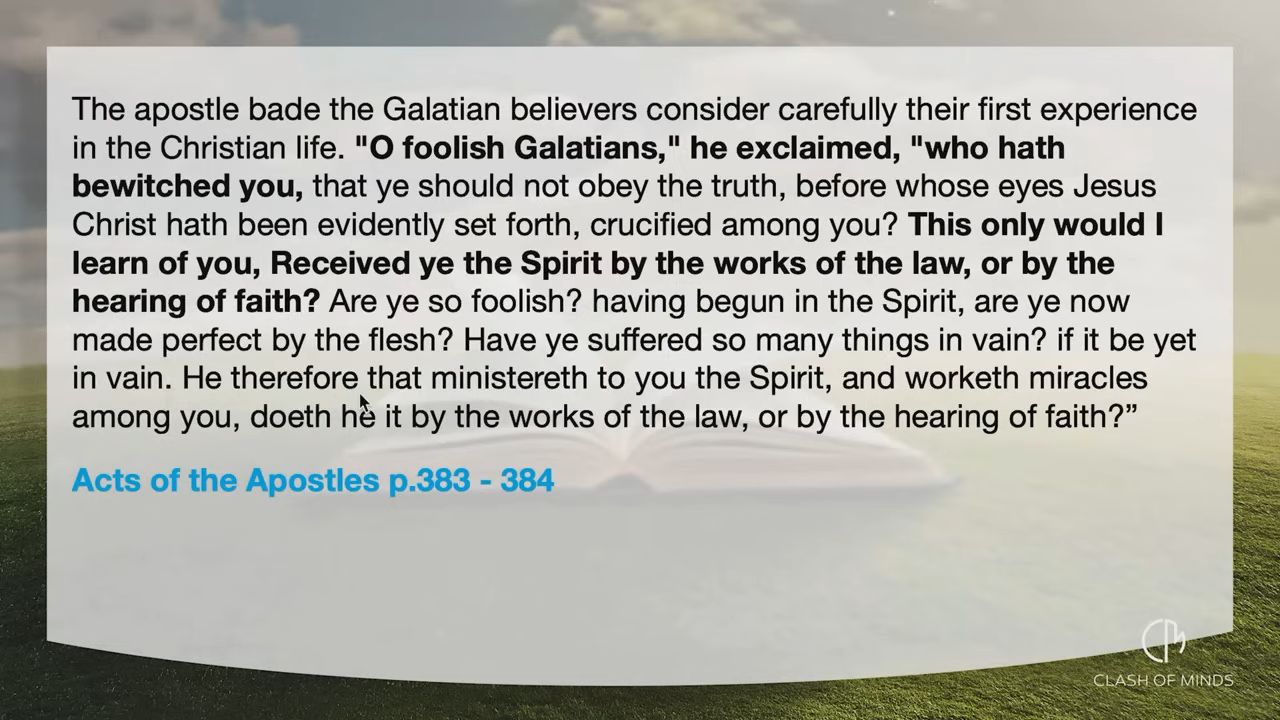 The apostle bade the Galatian believers consider carefully their first experience
in the Christian life. "O foolish Galatians," he exclaimed, "who hath
bewitched you, that ye should not obey the truth, before whose eyes Jesus
Christ hath been evidently set forth, crucified among you? This only would I
learn of you, Received ye the Spirit by the works of the law, or by the
hearing of faith? Are ye so foolish? having begun in the Spirit, are ye now
made perfect by the flesh? Have ye suffered so many things in vain? if it be yet
in vain. He therefore that ministereth to you the Spirit, and worketh miracles
among you, doeth he it by the works of the law, or by the hearing of faith?”
Acts of the Apostles p.383 - 384
CLASH OF MINDS